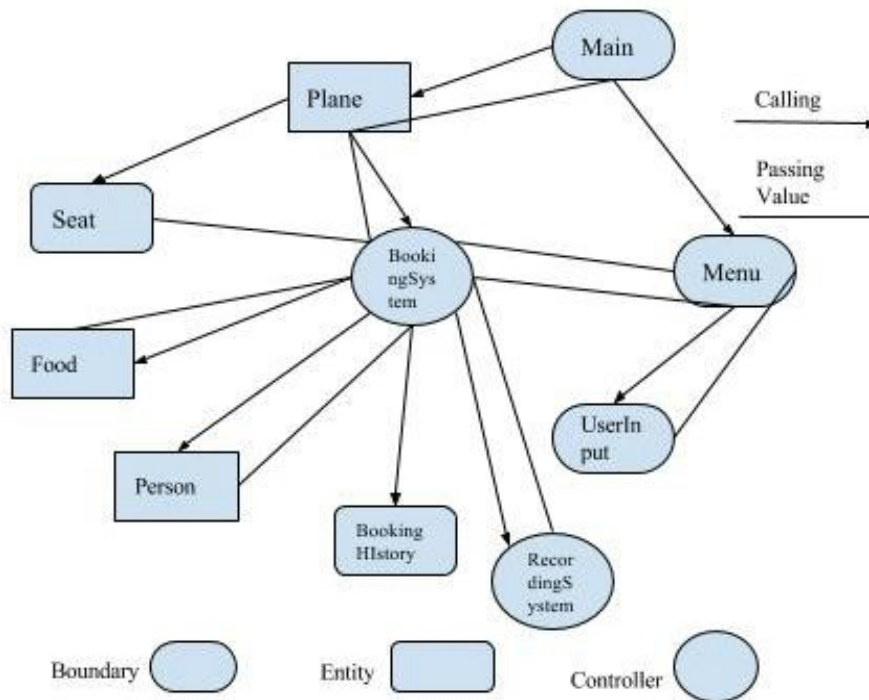 Main
Plane
Calling
Passing
Value
Seat
Booki
ngSys
tem
Menu
Food
UserIn
put
Person
Booking
HIstory
Recor
dingS
ystem
Boundary
Entity
Controller